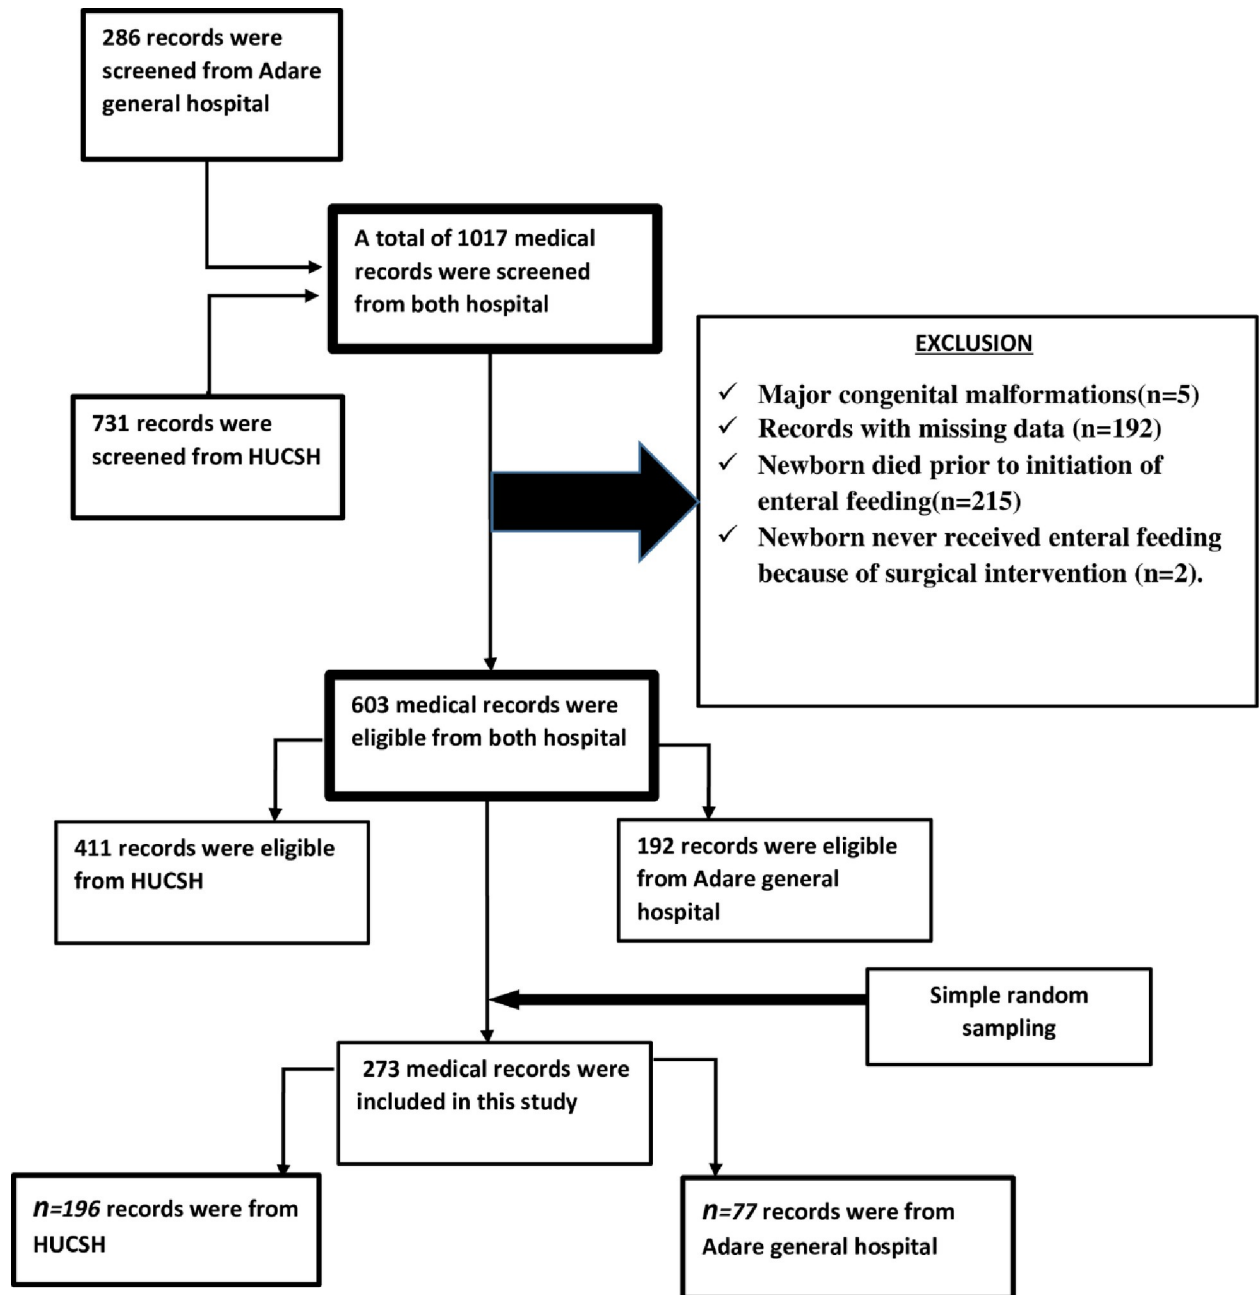 286 records were
screened from Adare
general hospital
A total of 1017 medical
records were screened
from both hospital
731 records were
screened from HUCSH
EXCLUSION
✓ Major congenital malformations(n=5)
✓ Records with missing data (n=192)
✓ Newborn died prior to initiation of
enteral feeding(n=215)
✓ Newborn never received enteral feeding
because of surgical intervention (n=2).
603 medical records were
eligible from both hospital
411 records were eligible
from HUCSH
192 records were eligible
from Adare general
hospital
Simple random
sampling
273 medical records were
included in this study
n=196 records were from
HUCSH
n=77 records were from
Adare general hospital